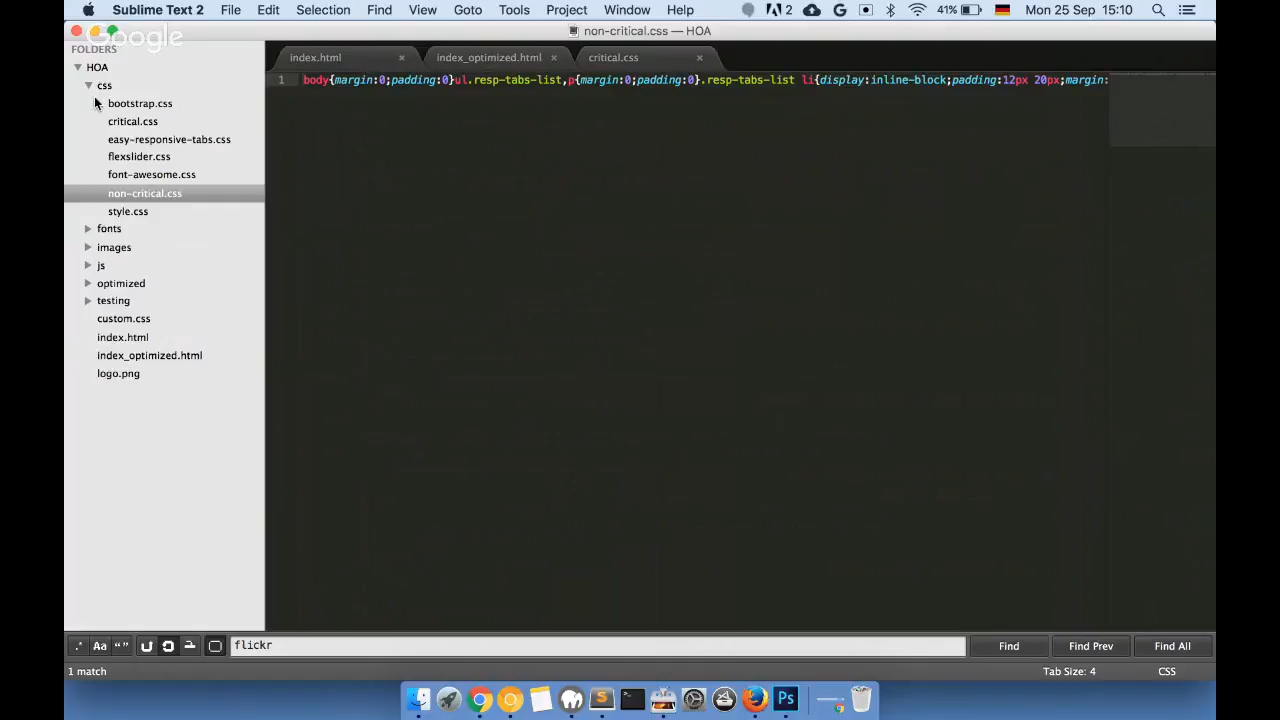 Sublime Text 2 File Edit Selection Find View Goto Tools Project Window Help 2 41% Mon 25 Sep 15:10
non-critical.css — HOA
Google
FOLDERS
HOA
css
bootstrap.css
critical.css
easy-responsive-tabs.css
flexslider.css
font-awesome.css
non-critical.css
style.css
fonts
images
js
optimized
testing
custom.css
index.html
index_optimized.html
logo.png
index.html × index_optimized.html × critical.css ×
1 body{margin:0;padding:0}ul.resp-tabs-list,p{margin:0;padding:0}.resp-tabs-list li{display:inline-block;padding:12px 20px;margin:
.* Aa “” flickr Find Find Prev Find All
1 match Tab Size: 4 CSS
Ps